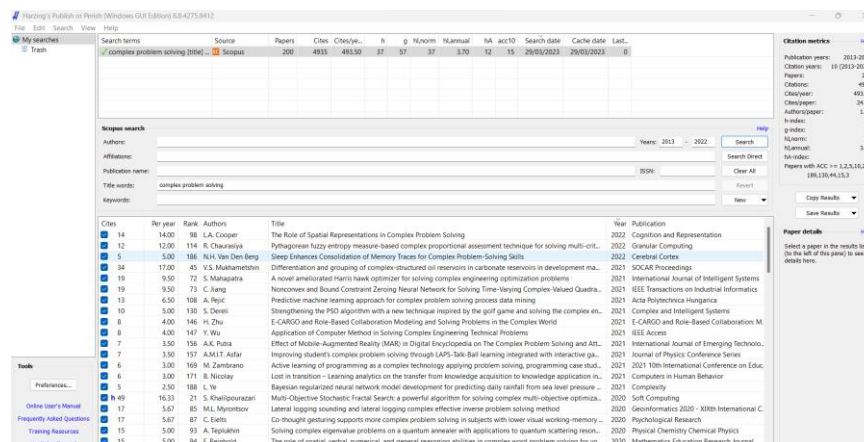 Harzing's Publish or Perish (Windows GUI Edition) 8.8.4275.8412
File Edit Search View Help
My searches
Trash
Search terms Source Papers Cites Cites/ye... h g hI,norm hI,annual hA acc10 Search date Cache date Last...
complex problem solving [title] ... Scopus 200 4935 493.50 37 57 37 3.70 12 15 29/03/2023 29/03/2023 0
Scopus search Help
Authors: Years: 2013 - 2022 Search
Affiliations: Search Direct
Publication name: ISSN: Clear All
Title words: complex problem solving Revert
Keywords: New
Cites Per year Rank Authors Title Year Publication
14 14.00 98 L.A. Cooper The Role of Spatial Representations in Complex Problem Solving 2022 Cognition and Representation
12 12.00 114 R. Chaurasiya Pythagorean fuzzy entropy measure-based complex proportional assessment technique for solving multi-crit... 2022 Granular Computing
5 5.00 186 N.H. Van Den Berg Sleep Enhances Consolidation of Memory Traces for Complex Problem-Solving Skills 2022 Cerebral Cortex
34 17.00 45 V.S. Mukhametshin Differentiation and grouping of complex-structured oil reservoirs in carbonate reservoirs in development ma... 2021 SOCAR Proceedings
19 9.50 72 S. Mahapatra A novel ameliorated Harris hawk optimizer for solving complex engineering optimization problems 2021 International Journal of Intelligent Systems
19 9.50 73 C. Jiang Nonconvex and Bound Constraint Zeroing Neural Network for Solving Time-Varying Complex-Valued Quadra... 2021 IEEE Transactions on Industrial Informatics
13 6.50 108 A. Pejić Predictive machine learning approach for complex problem solving process data mining 2021 Acta Polytechnica Hungarica
10 5.00 130 S. Dereli Strengthening the PSO algorithm with a new technique inspired by the golf game and solving the complex en... 2021 Complex and Intelligent Systems
8 4.00 146 H. Zhu E-CARGO and Role-Based Collaboration Modeling and Solving Problems in the Complex World 2021 E-CARGO and Role-Based Collaboration: M.
8 4.00 147 Y. Wu Application of Computer Method in Solving Complex Engineering Technical Problems 2021 IEEE Access
7 3.50 156 A.K. Putra Effect of Mobile-Augmented Reality (MAR) in Digital Encyclopedia on The Complex Problem Solving and Att... 2021 International Journal of Emerging Technolo..
7 3.50 157 A.M.I.T. Asfar Improving student's complex problem solving through LAPS-Talk-Ball learning integrated with interactive ga... 2021 Journal of Physics: Conference Series
6 3.00 169 M. Zambrano Active learning of programming as a complex technology applying problem solving, programming case stud... 2021 2021 10th International Conference on Educ.
6 3.00 171 B. Nicolay Lost in transition – Learning analytics on the transfer from knowledge acquisition to knowledge application in... 2021 Computers in Human Behavior
5 2.50 188 L. Ye Bayesian regularized neural network model development for predicting daily rainfall from sea level pressure ... 2021 Complexity
h 49 16.33 21 S. Khalilpourazari Multi-Objective Stochastic Fractal Search: a powerful algorithm for solving complex multi-objective optimiza... 2020 Soft Computing
17 5.67 85 M.L. Myrontsov Lateral logging sounding and lateral logging complex effective inverse problem solving method 2020 Geoinformatics 2020 - XIXth International C.
17 5.67 87 C. Eielts Co-thought gesturing supports more complex problem solving in subjects with lower visual working-memory ... 2020 Psychological Research
15 5.00 93 A. Teplukhin Solving complex eigenvalue problems on a quantum annealer with applications to quantum scattering reson... 2020 Physical Chemistry Chemical Physics
Tools
Preferences...
Online User's Manual
Frequently Asked Questions
Training Resources
Citation metrics
Publication years: 2013-20
Citation years: 10 (2013-20
Papers:
Citations: 49
Cites/year: 493.
Cites/paper: 24.
Authors/paper: 1.
h-index:
g-index:
hI,norm:
hI,annual: 3.
hA-index:
Papers with ACC >= 1,2,5,10,2
189,130,44,15,3
Copy Results
Save Results
Paper details
Select a paper in the results lis
(to the left of this pane) to see
details here.